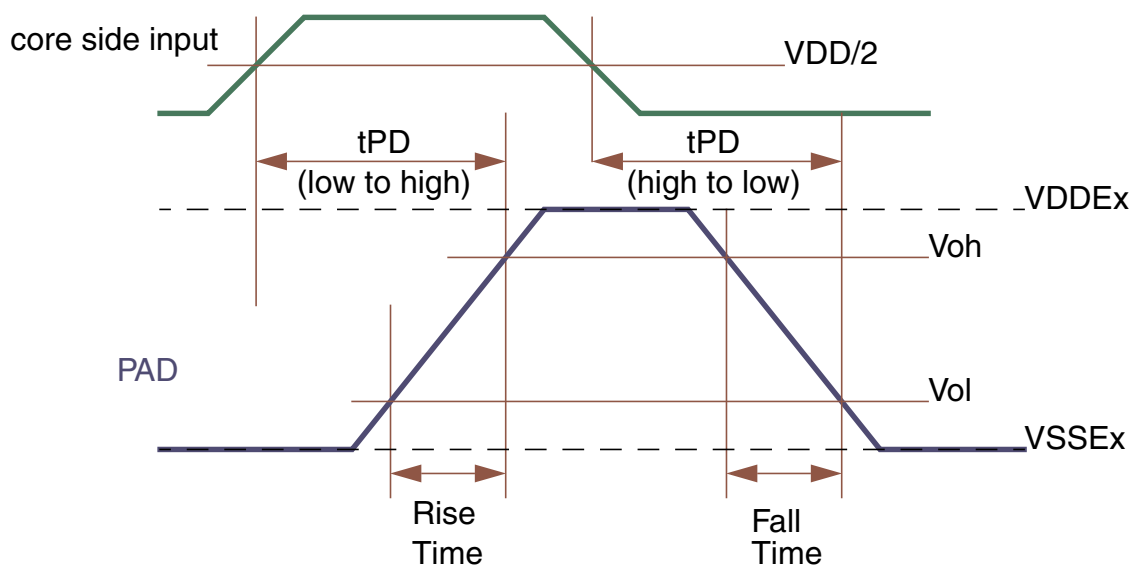 core side input
VDD/2
tPD
(low to high)
tPD
(high to low)
VDDEx
Voh
PAD
Vol
VSSEx
Rise
Time
Fall
Time